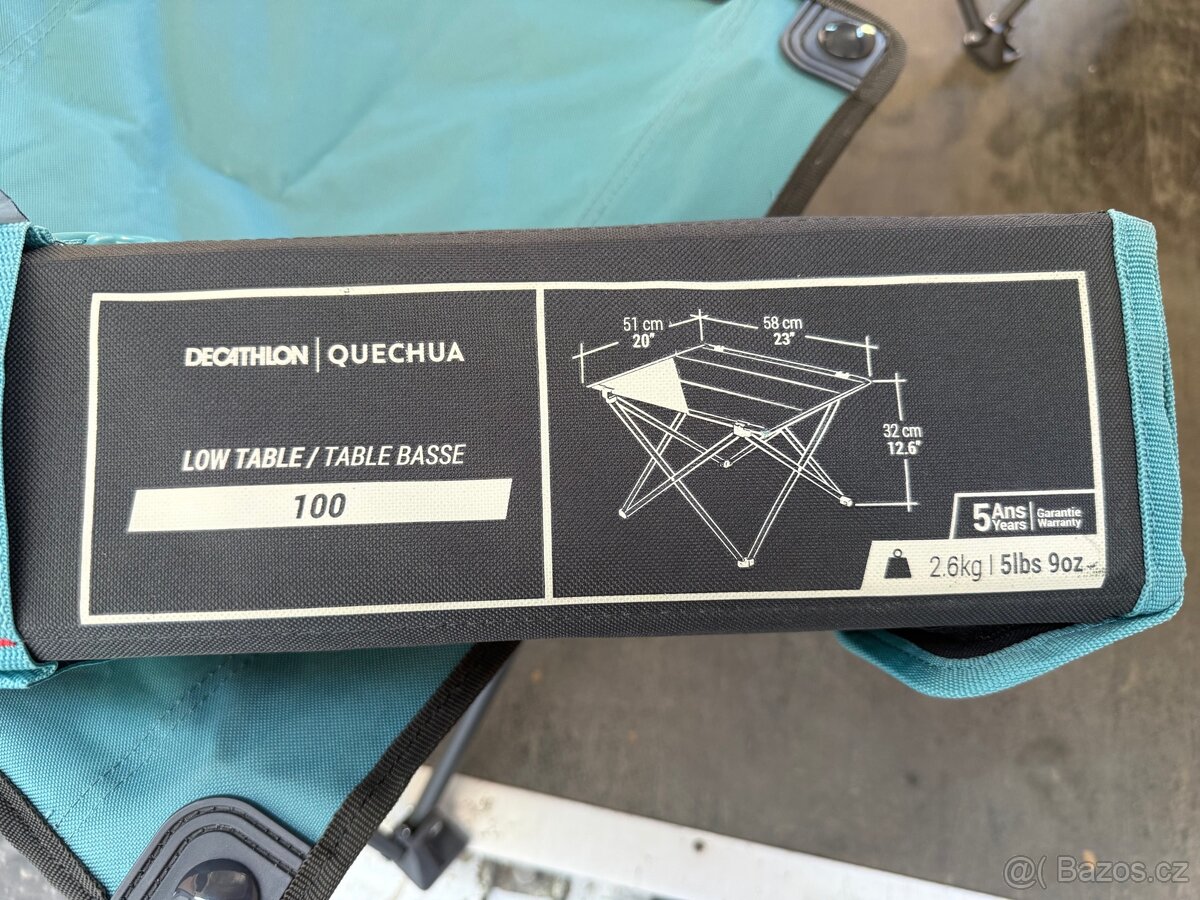 DECATHLON | QUECHUA
LOW TABLE / TABLE BASSE
100
51 cm
20"
58 cm
23"
32 cm
12.6"
5 Ans
Years
Garantie
Warranty
2.6kg | 5lbs 9oz
@( Bazos.cz